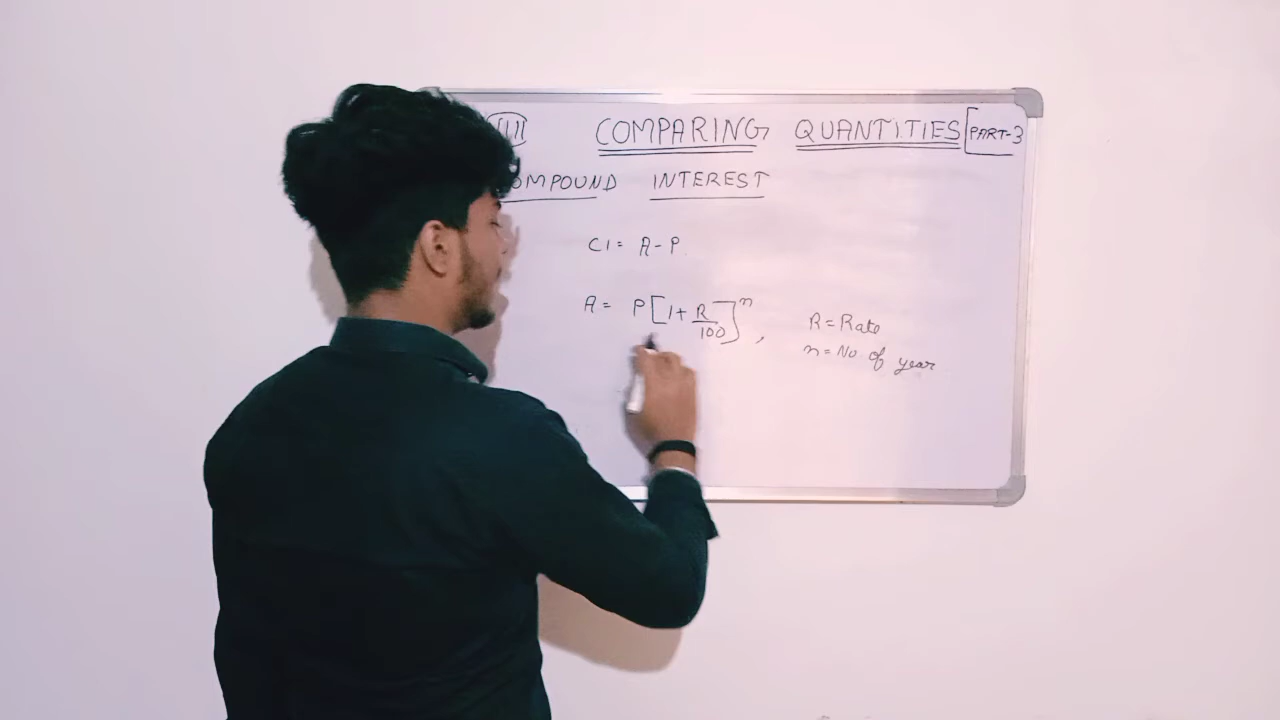 COMPARING QUANTITIES [PART-3
OMPOUND INTEREST
CI = A - P
A = P[1 + R/100]^n, R = Rate
n = No of year